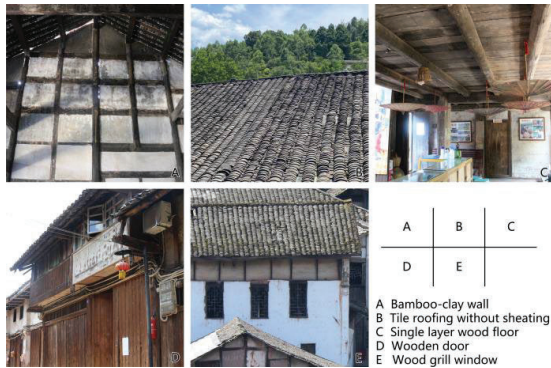 A
B
C
D
E
A B C
D E
A Bamboo-clay wall
B Tile roofing without sheating
C Single layer wood floor
D Wooden door
E Wood grill window